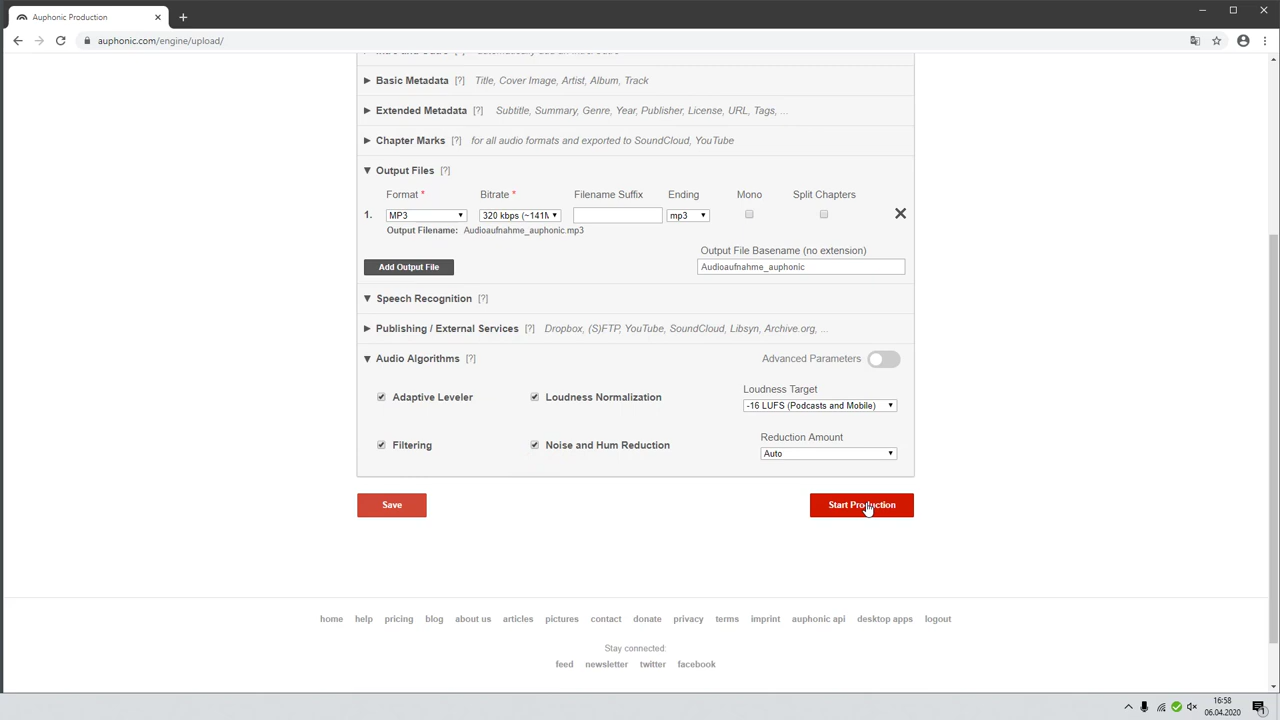 Auphonic Production
auphonic.com/engine/upload/
▶ Basic Metadata [?] Title, Cover Image, Artist, Album, Track
▶ Extended Metadata [?] Subtitle, Summary, Genre, Year, Publisher, License, URL, Tags, ...
▶ Chapter Marks [?] for all audio formats and exported to SoundCloud, YouTube
▼ Output Files [?]
Format * Bitrate * Filename Suffix Ending Mono Split Chapters
1. MP3 320 kbps (~141M mp3
Output Filename: Audioaufnahme_auphonic.mp3
Output File Basename (no extension)
Add Output File Audioaufnahme_auphonic
▼ Speech Recognition [?]
▶ Publishing / External Services [?] Dropbox, (S)FTP, YouTube, SoundCloud, Libsyn, Archive.org, ...
▼ Audio Algorithms [?] Advanced Parameters
Loudness Target
Adaptive Leveler Loudness Normalization -16 LUFS (Podcasts and Mobile)
Reduction Amount
Filtering Noise and Hum Reduction Auto
Save Start Production
home help pricing blog about us articles pictures contact donate privacy terms imprint auphonic api desktop apps logout
Stay connected:
feed newsletter twitter facebook
16:58
06.04.2020